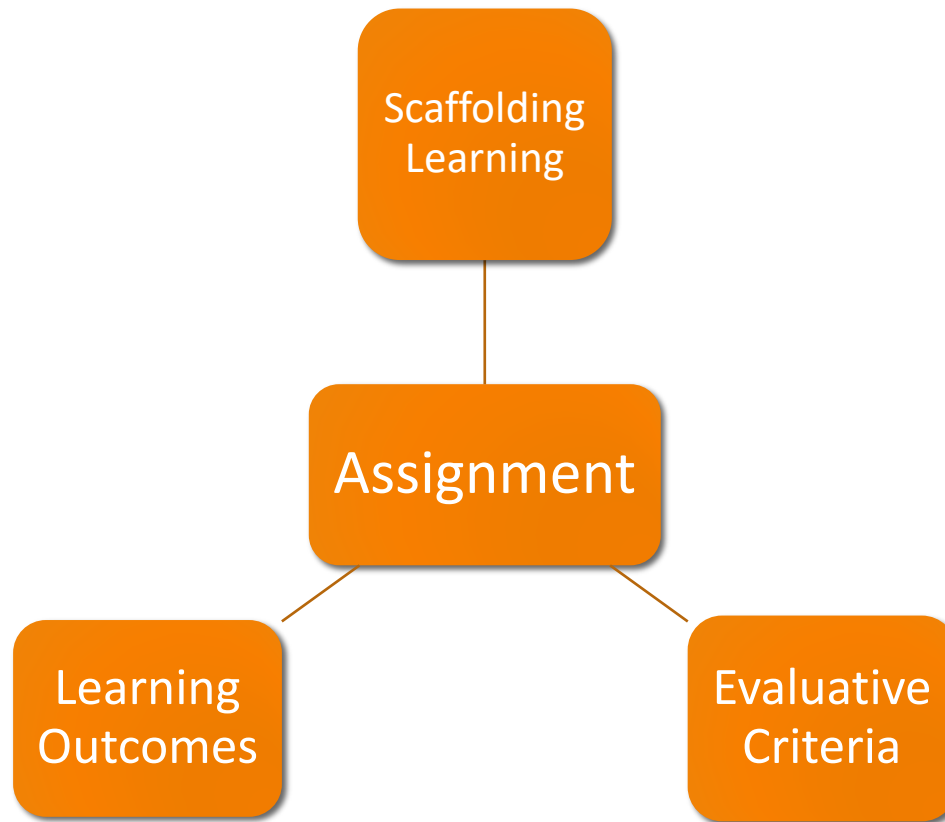 Scaffolding
Learning
Assignment
Learning
Outcomes
Evaluative
Criteria